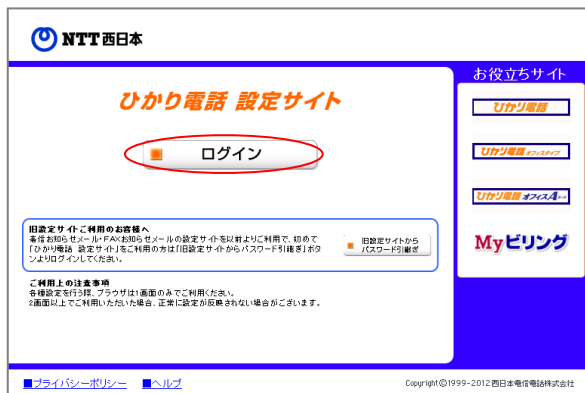 NTT西日本
ひかり電話 設定サイト
ログイン
旧設定サイトご利用のお客様へ
着信お知らせメール・FAXお知らせメールの設定サイトを以前よりご利用で、初めて
「ひかり電話 設定サイト」をご利用の方は「旧設定サイトからパスワード引継ぎ」ボタ
ンよりログインしてください。
旧設定サイトから
パスワード引継ぎ
ご利用上の注意事項
各種設定を行う際、ブラウザは1画面のみでご利用ください。
2画面以上でご利用いただいた場合、正常に設定が反映されない場合がございます。
お役立ちサイト
ひかり電話
ひかり電話 オフィスタイプ
ひかり電話 オフィスA(エース)
Myビリング
■プライバシーポリシー ■ヘルプ
Copyright©1999-2012 西日本電信電話株式会社